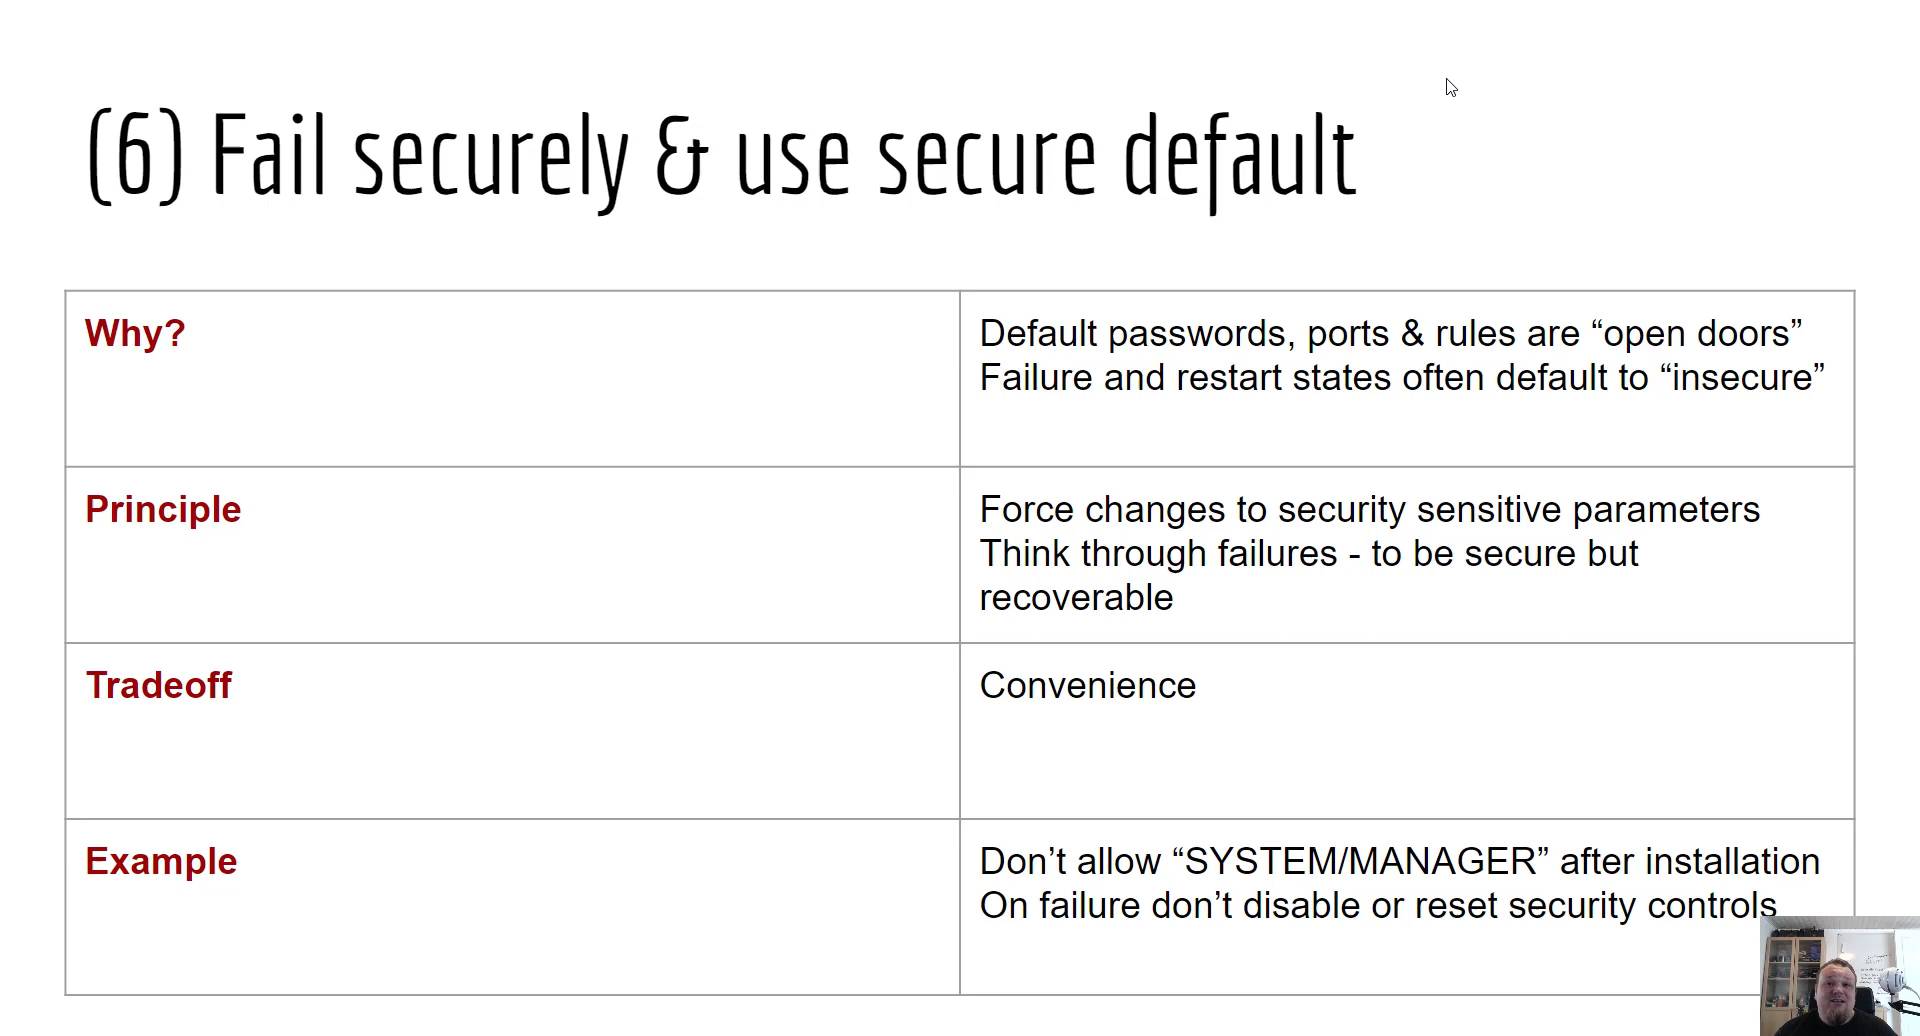 (6) Fail securely & use secure default
Why?
Default passwords, ports & rules are “open doors”
Failure and restart states often default to “insecure”
Principle
Force changes to security sensitive parameters
Think through failures - to be secure but
recoverable
Tradeoff
Convenience
Example
Don’t allow “SYSTEM/MANAGER” after installation
On failure don’t disable or reset security controls